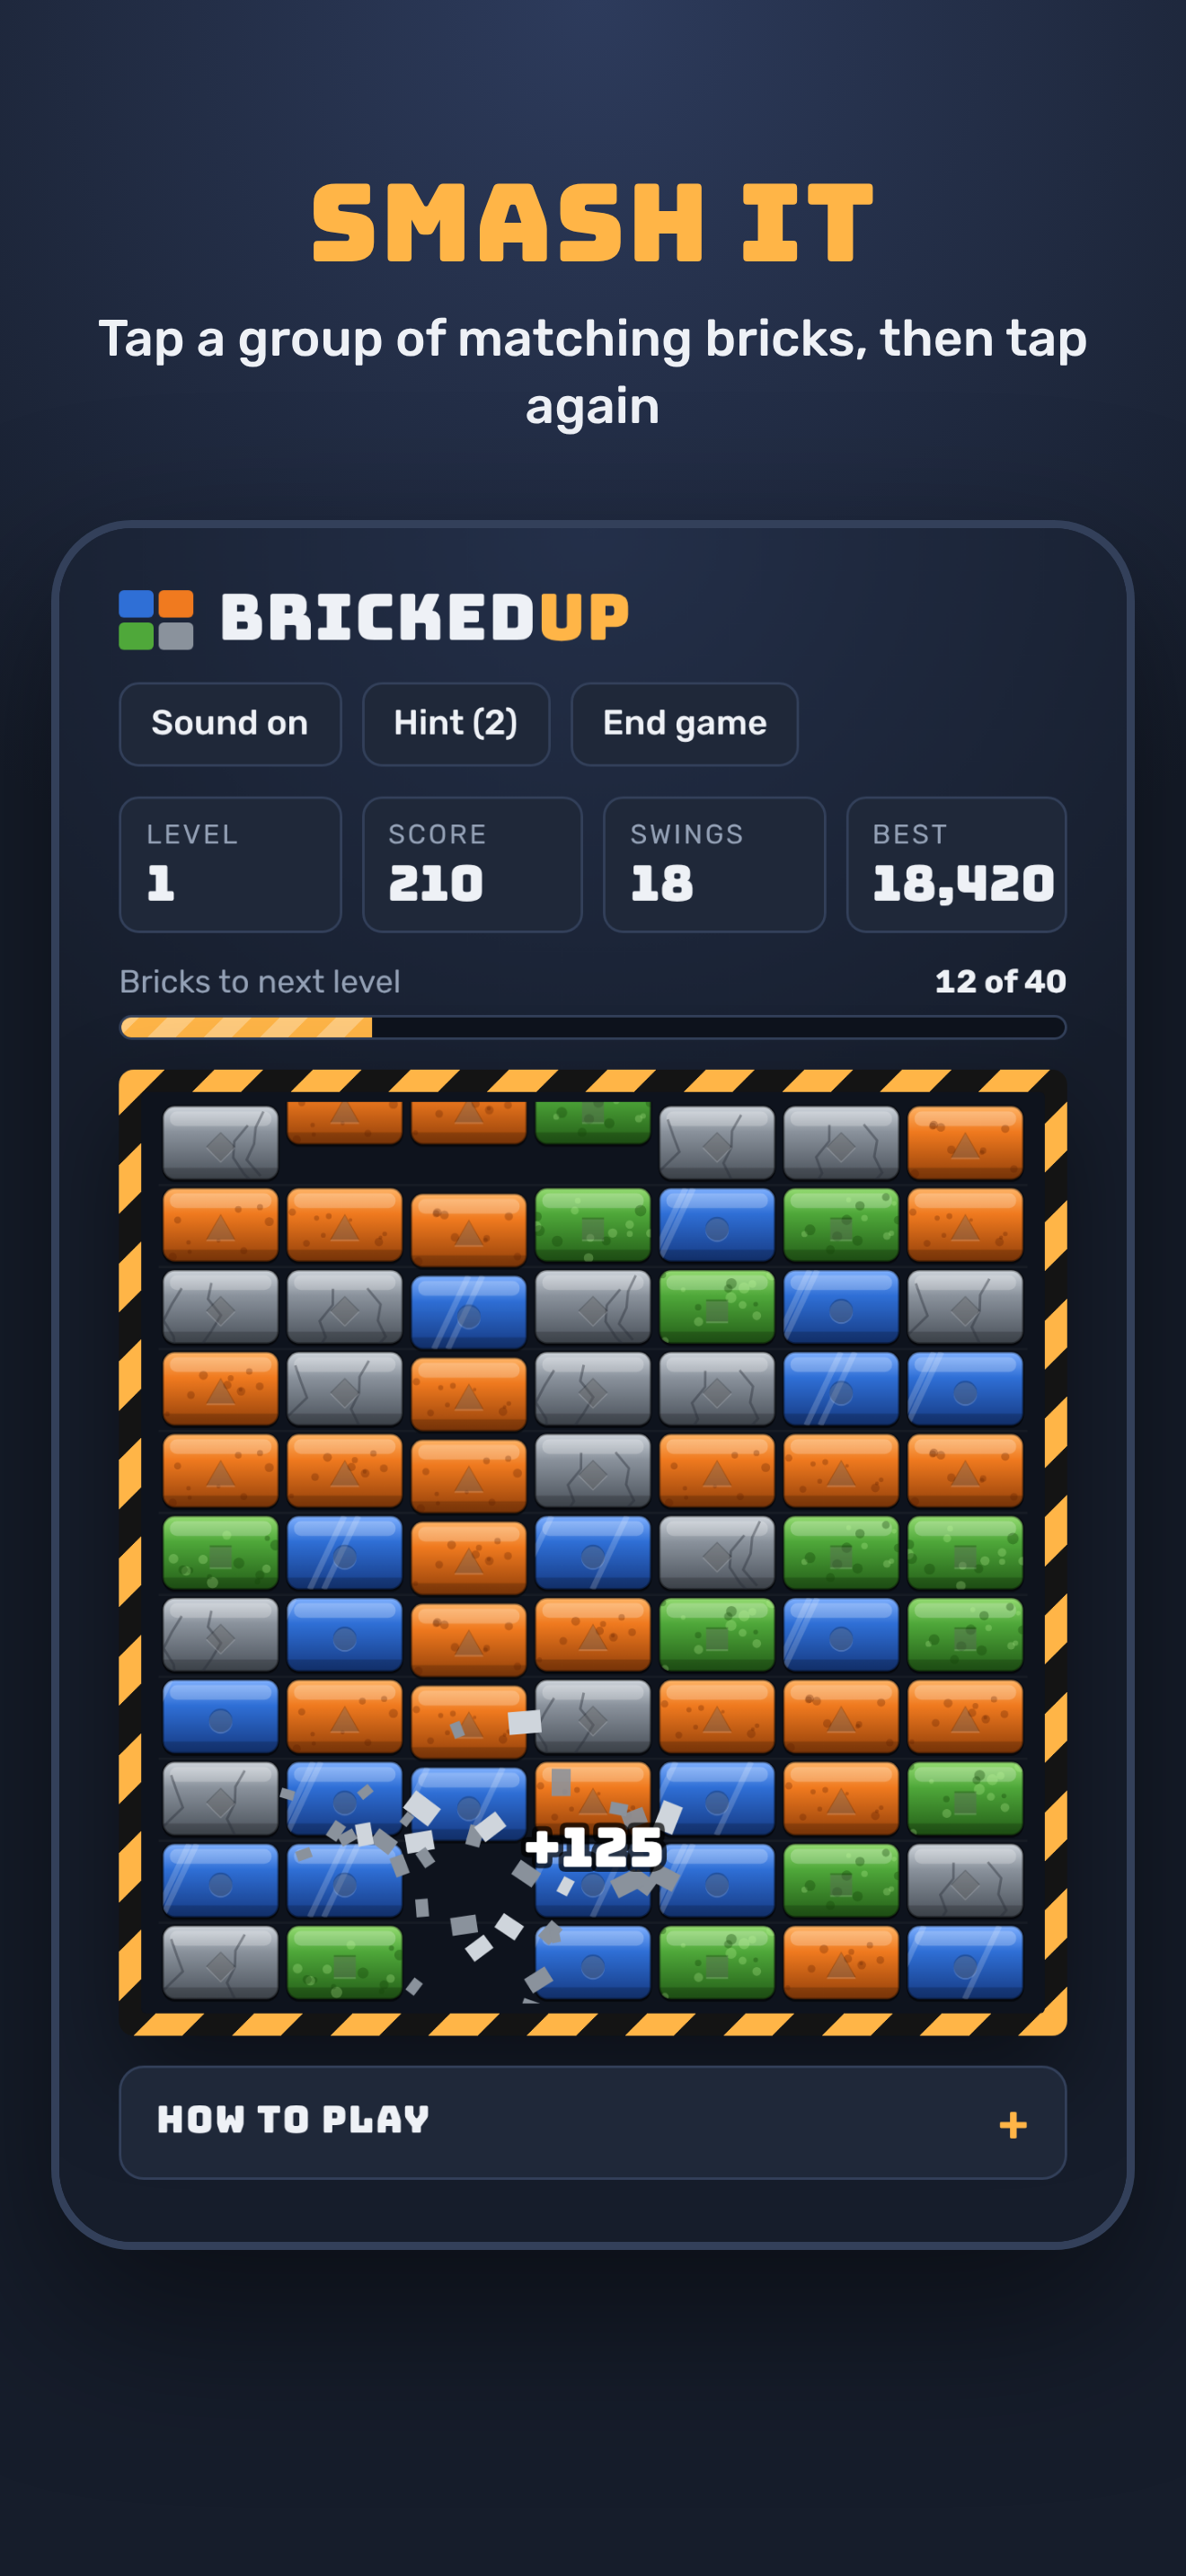 SMASH IT
Tap a group of matching bricks, then tap
again
BRICKEDUP
Sound on
Hint (2)
End game
LEVEL
1
SCORE
210
SWINGS
18
BEST
18,420
Bricks to next level
12 of 40
+125
HOW TO PLAY
+